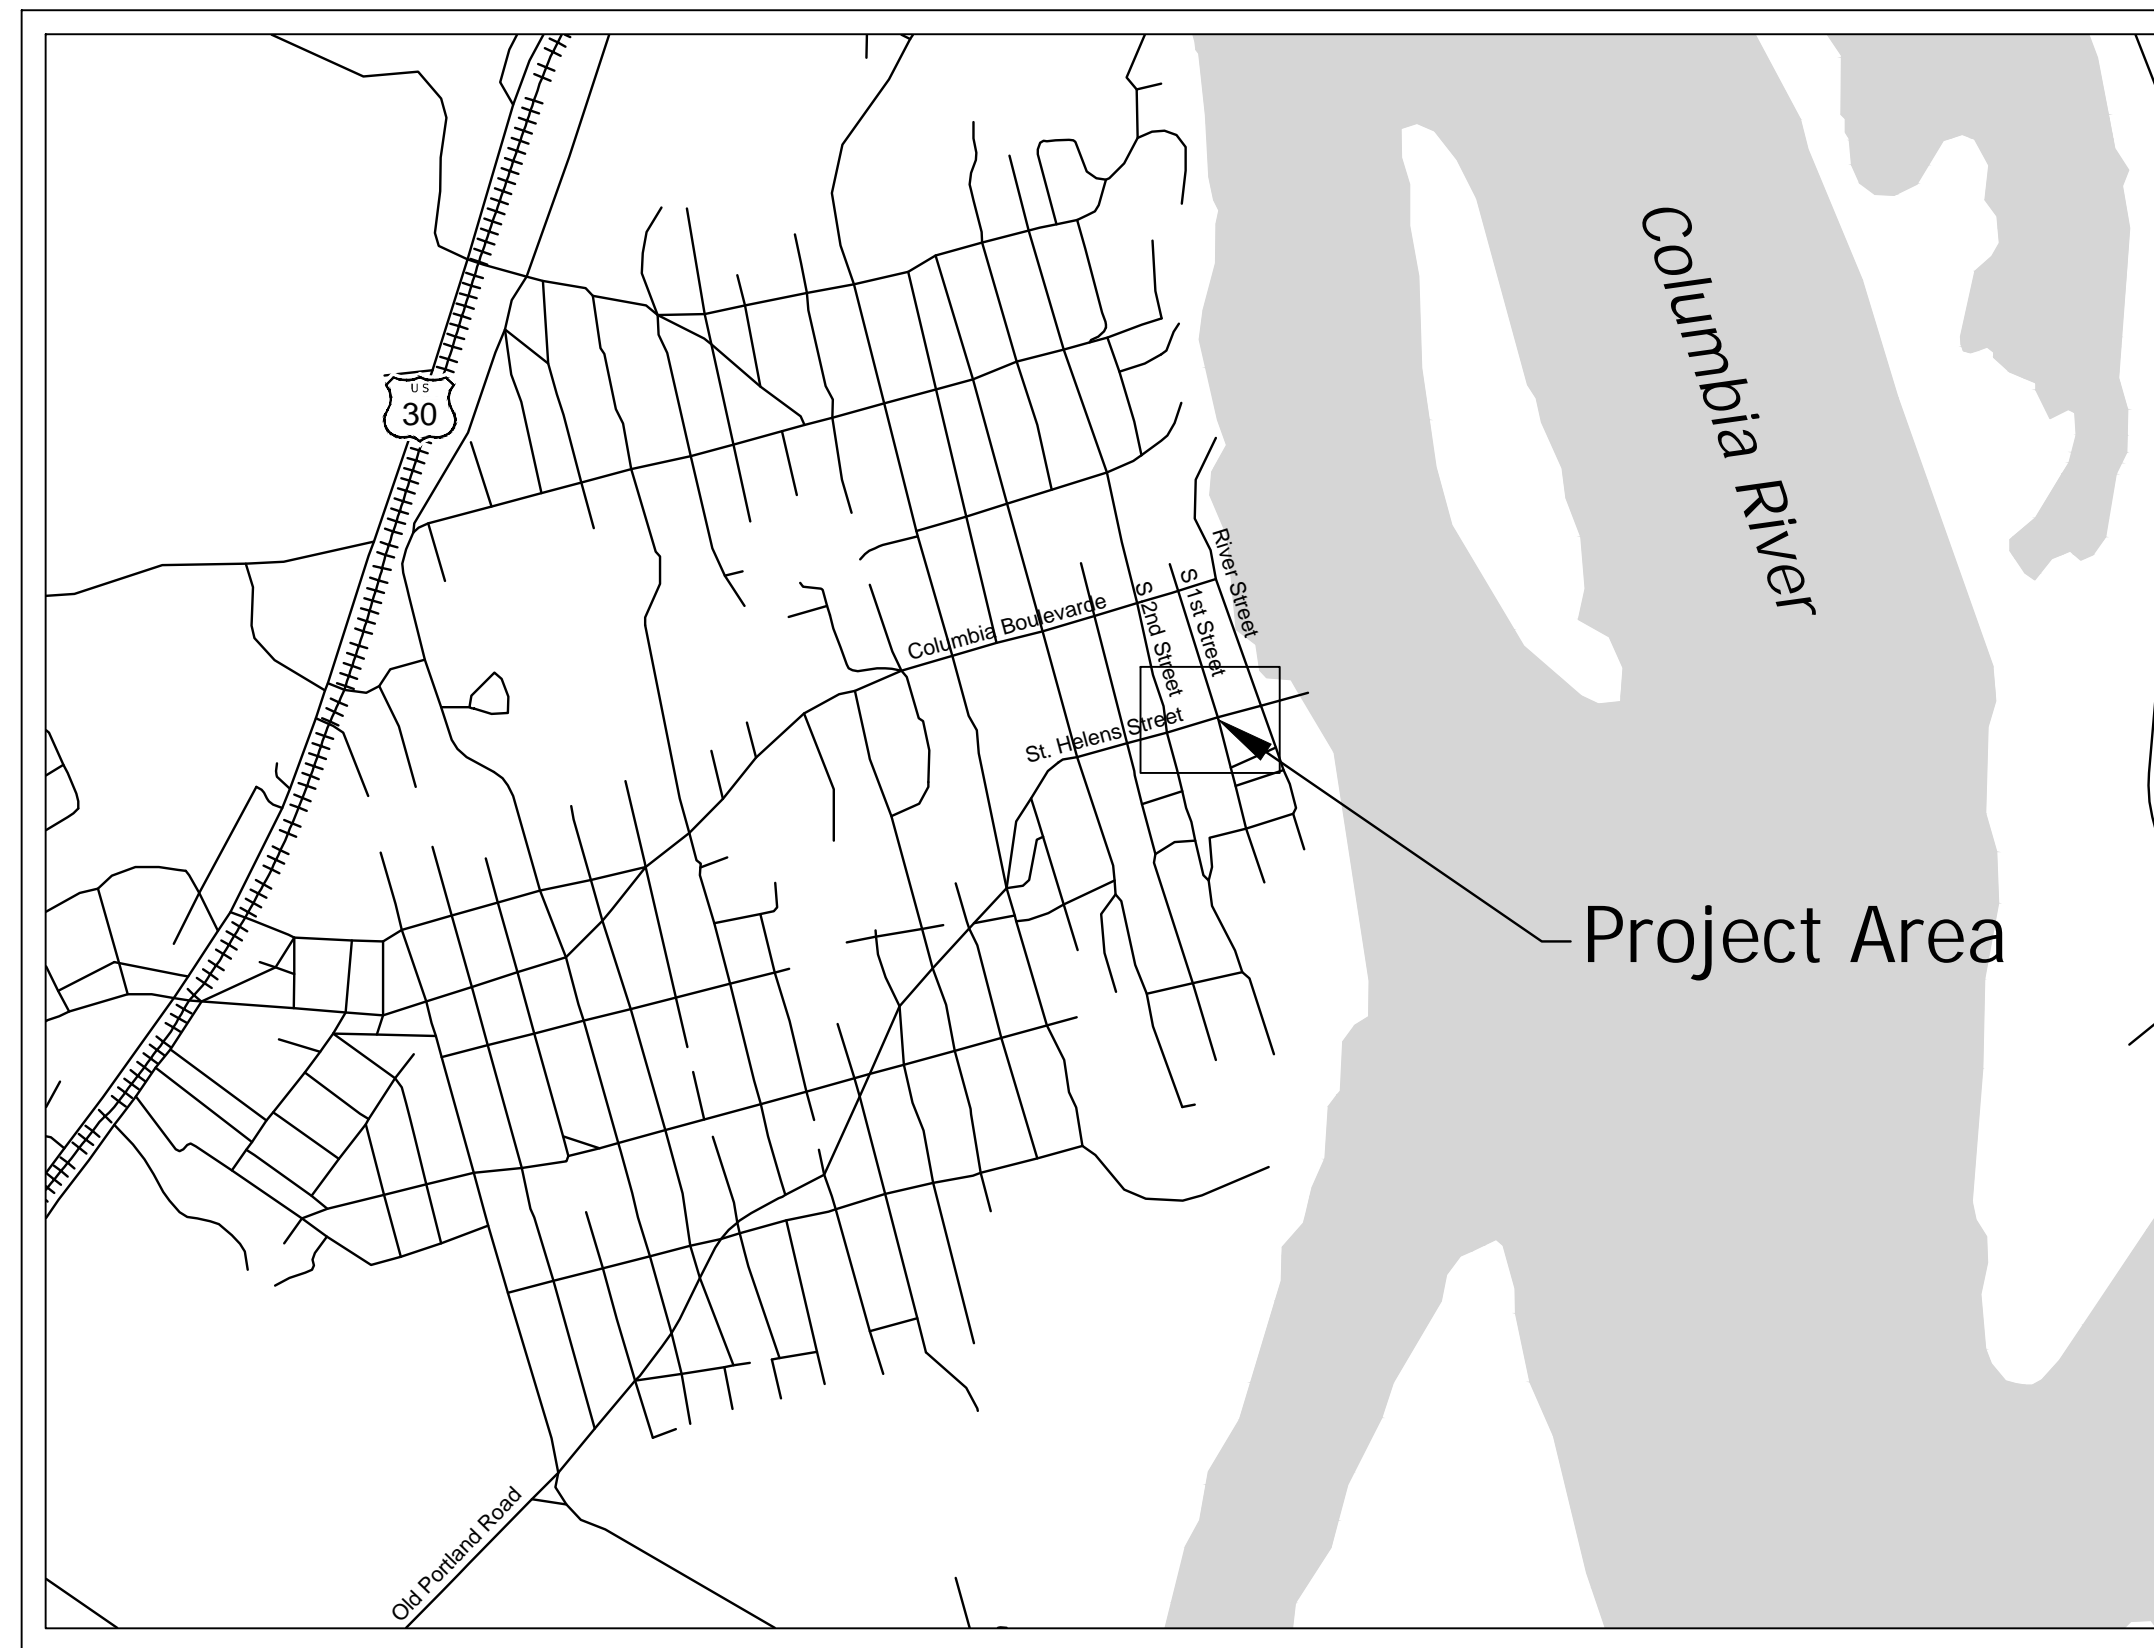 Columbia River
US
30
River Street
S 1st Street
S 2nd Street
Columbia Boulevarde
St. Helens Street
Project Area
Old Portland Road